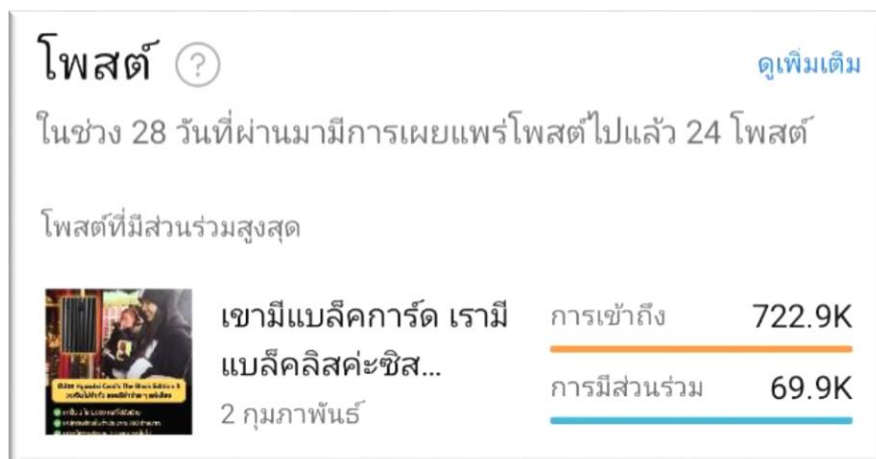 โพสต์ ?
ดูเพิ่มเติม
ในช่วง 28 วันที่ผ่านมามีการเผยแพร่โพสต์ไปแล้ว 24 โพสต์
โพสต์ที่มีส่วนร่วมสูงสุด
เขามีแบล็คการ์ด เรามี
แบล็คลิสค่ะซิส...
2 กุมภาพันธ์
การเข้าถึง 722.9K
การมีส่วนร่วม 69.9K
Hyundai Card's The Black Edition 3